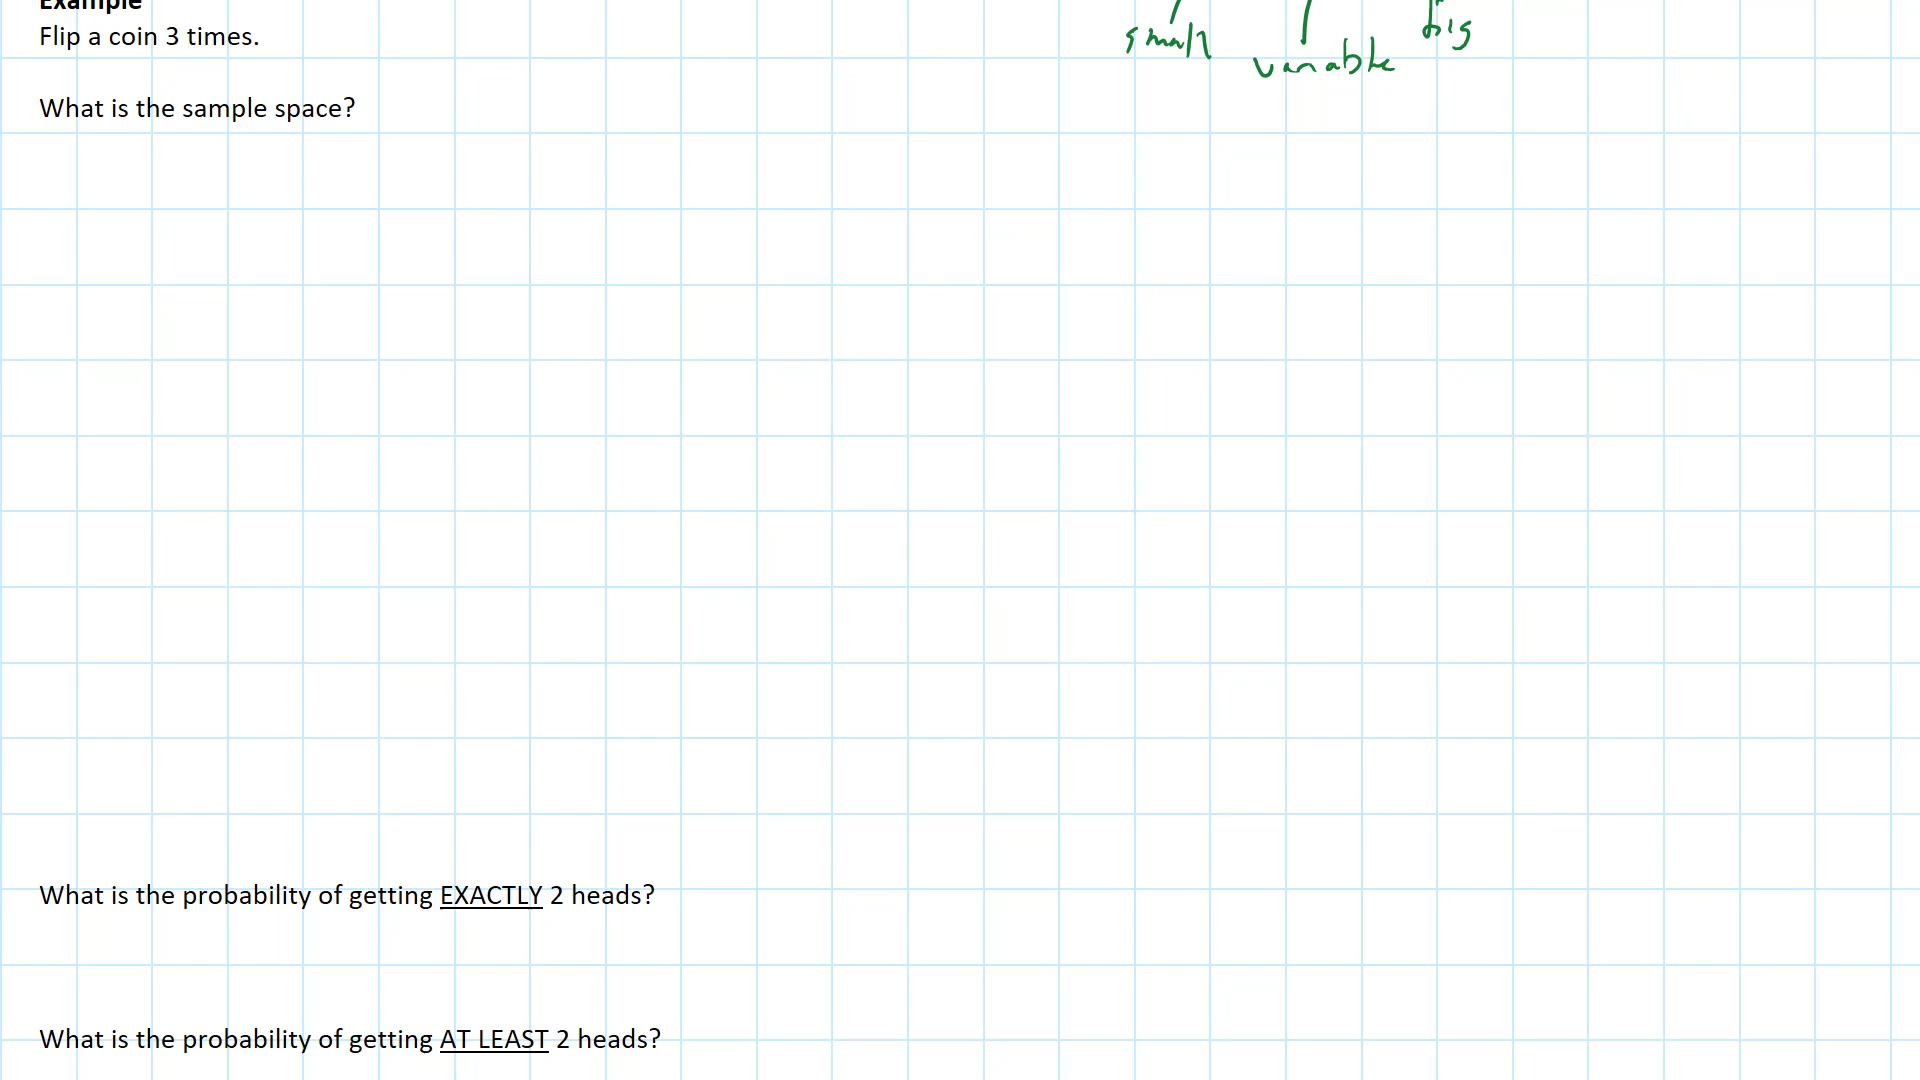 Example
Flip a coin 3 times.
small
variable
big
What is the sample space?
What is the probability of getting EXACTLY 2 heads?
What is the probability of getting AT LEAST 2 heads?